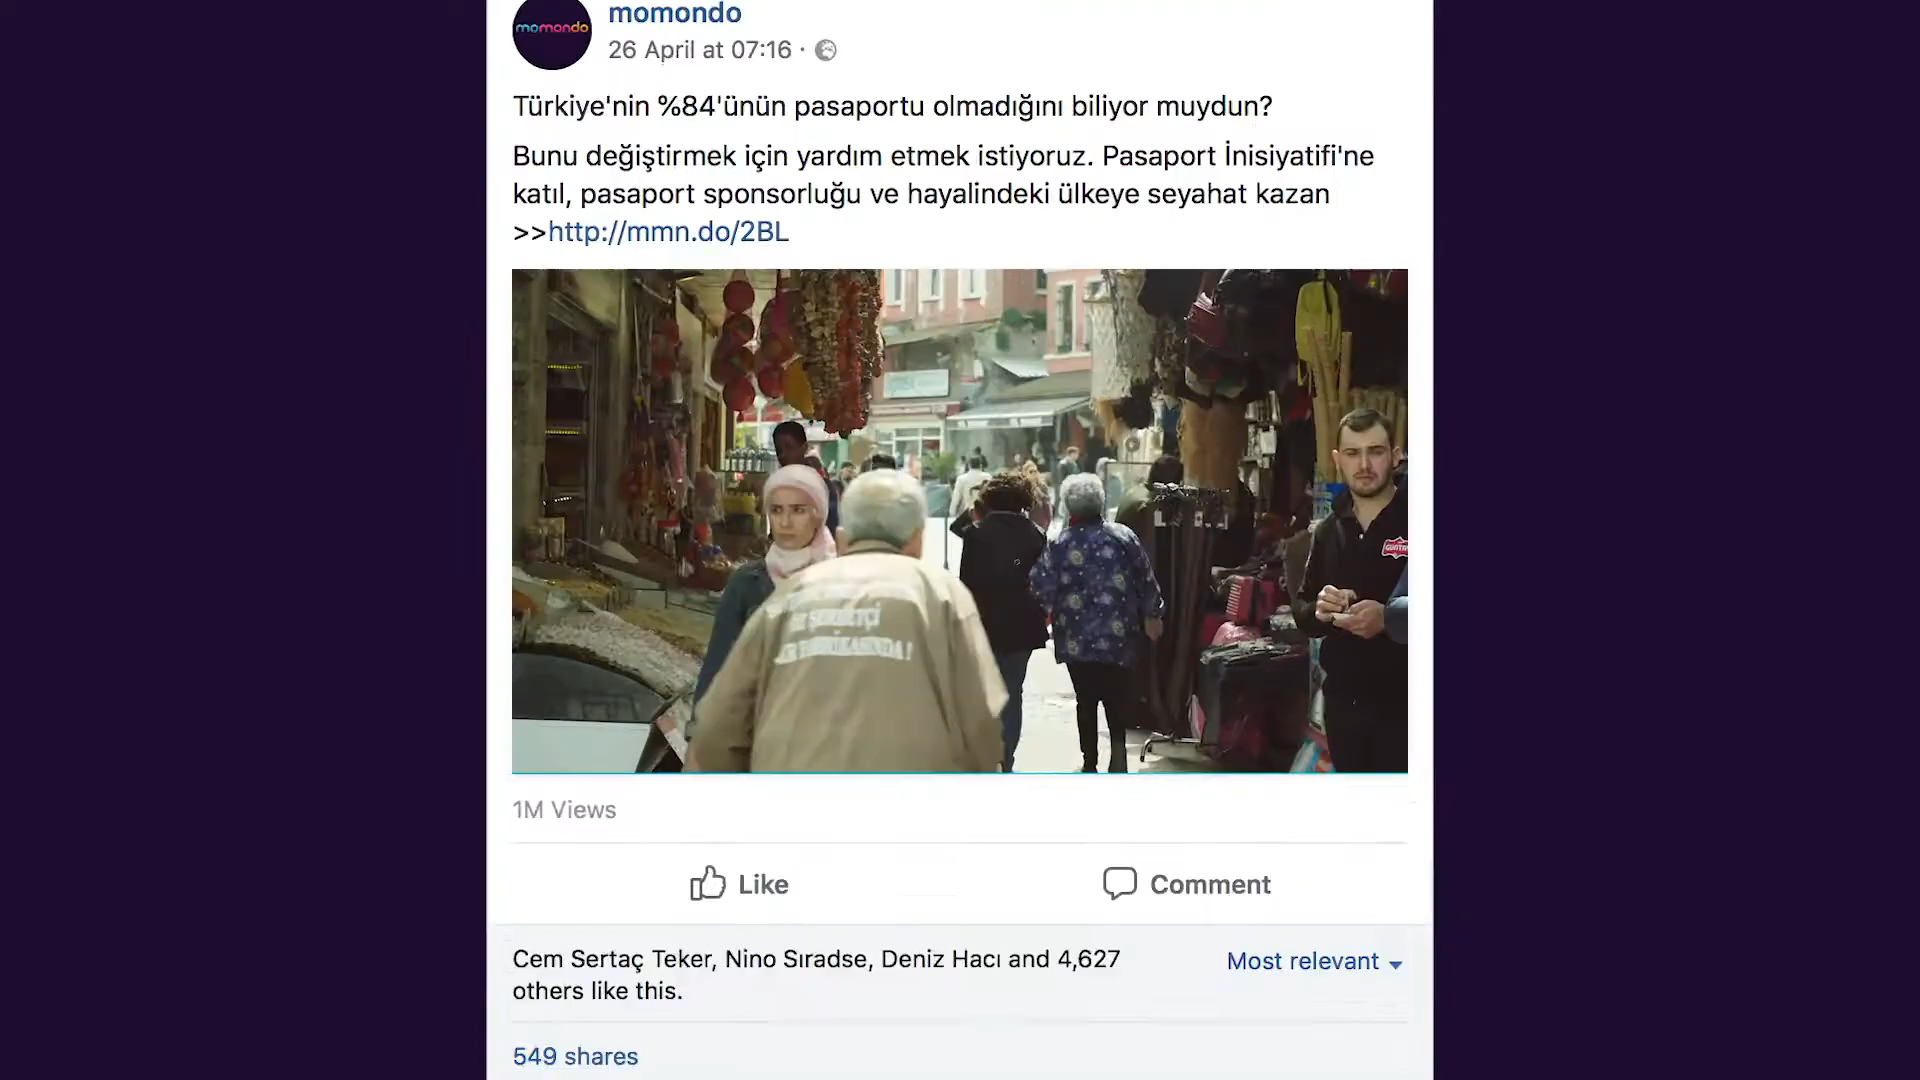 momondo
momondo
26 April at 07:16 ·
Türkiye'nin %84'ünün pasaportu olmadığını biliyor muydun?
Bunu değiştirmek için yardım etmek istiyoruz. Pasaport İnisiyatifi'ne
katıl, pasaport sponsorluğu ve hayalindeki ülkeye seyahat kazan
>>http://mmn.do/2BL
1M Views
Like
Comment
Cem Sertaç Teker, Nino Sıradse, Deniz Hacı and 4,627
others like this.
Most relevant
549 shares